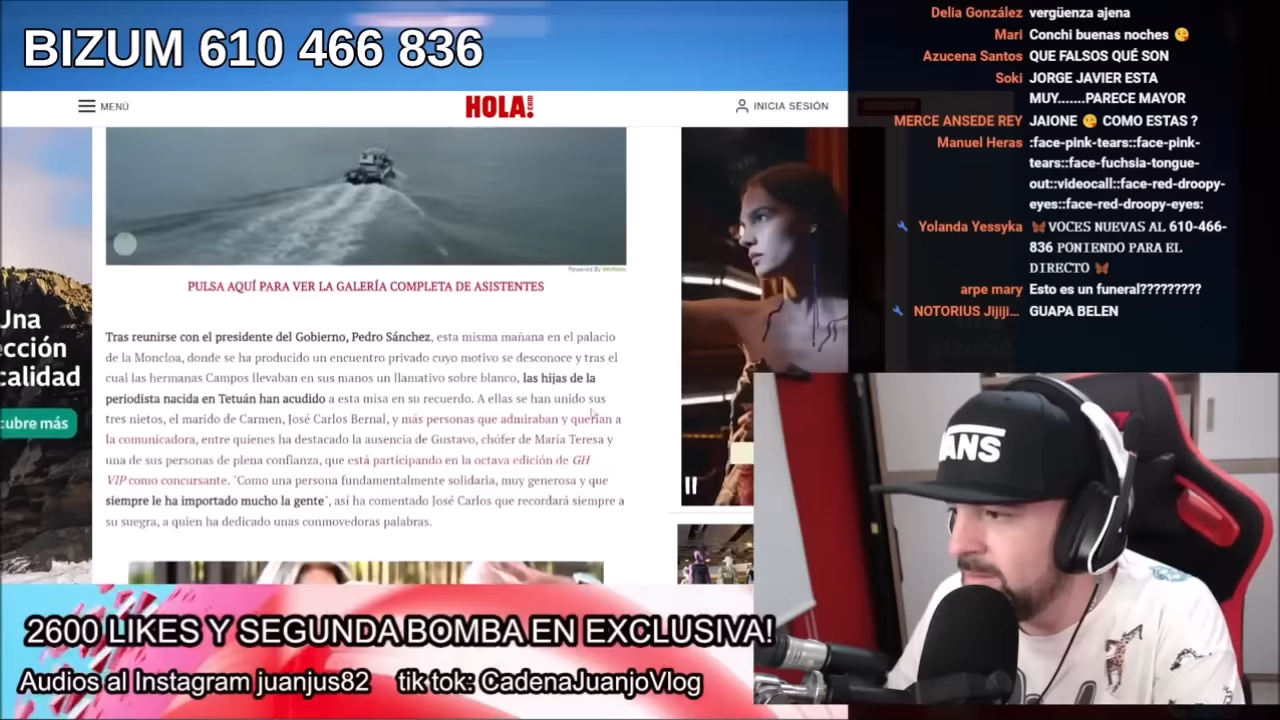 BIZUM 610 466 836
MENÚ
HOLA!
.com
INICIA SESIÓN
Powered By
PULSA AQUÍ PARA VER LA GALERÍA COMPLETA DE ASISTENTES
Tras reunirse con el presidente del Gobierno, Pedro Sánchez, esta misma mañana en el palacio
de la Moncloa, donde se ha producido un encuentro privado cuyo motivo se desconoce y tras el
cual las hermanas Campos llevaban en sus manos un llamativo sobre blanco, las hijas de la
periodista nacida en Tetuán han acudido a esta misa en su recuerdo. A ellas se han unido sus
tres nietos, el marido de Carmen, José Carlos Bernal, y más personas que admiraban y querían a
la comunicadora, entre quienes ha destacado la ausencia de Gustavo, chófer de María Teresa y
una de sus personas de plena confianza, que está participando en la octava edición de GH
VIP como concursante. "Como una persona fundamentalmente solidaria, muy generosa y que
siempre le ha importado mucho la gente", así ha comentado José Carlos que recordará siempre a
su suegra, a quien ha dedicado unas conmovedoras palabras.
Una
ección
calidad
cubre más
Delia González vergüenza ajena
Mari Conchi buenas noches 😘
Azucena Santos QUE FALSOS QUÉ SON
Soki JORGE JAVIER ESTA
MUY.......PARECE MAYOR
MERCE ANSEDE REY JAIONE 😘 COMO ESTAS ?
Manuel Heras :face-pink-tears::face-pink-
tears::face-fuchsia-tongue-
out::videocall::face-red-droopy-
eyes::face-red-droopy-eyes:
Yolanda Yessyka 🦋VOCES NUEVAS AL 610-466-
836 PONIENDO PARA EL
DIRECTO 🦋
arpe mary Esto es un funeral?????????
NOTORIUS Jijiji... GUAPA BELEN
VANS
2600 LIKES Y SEGUNDA BOMBA EN EXCLUSIVA!
Audios al Instagram juanjus82 tik tok: CadenaJuanjoVlog